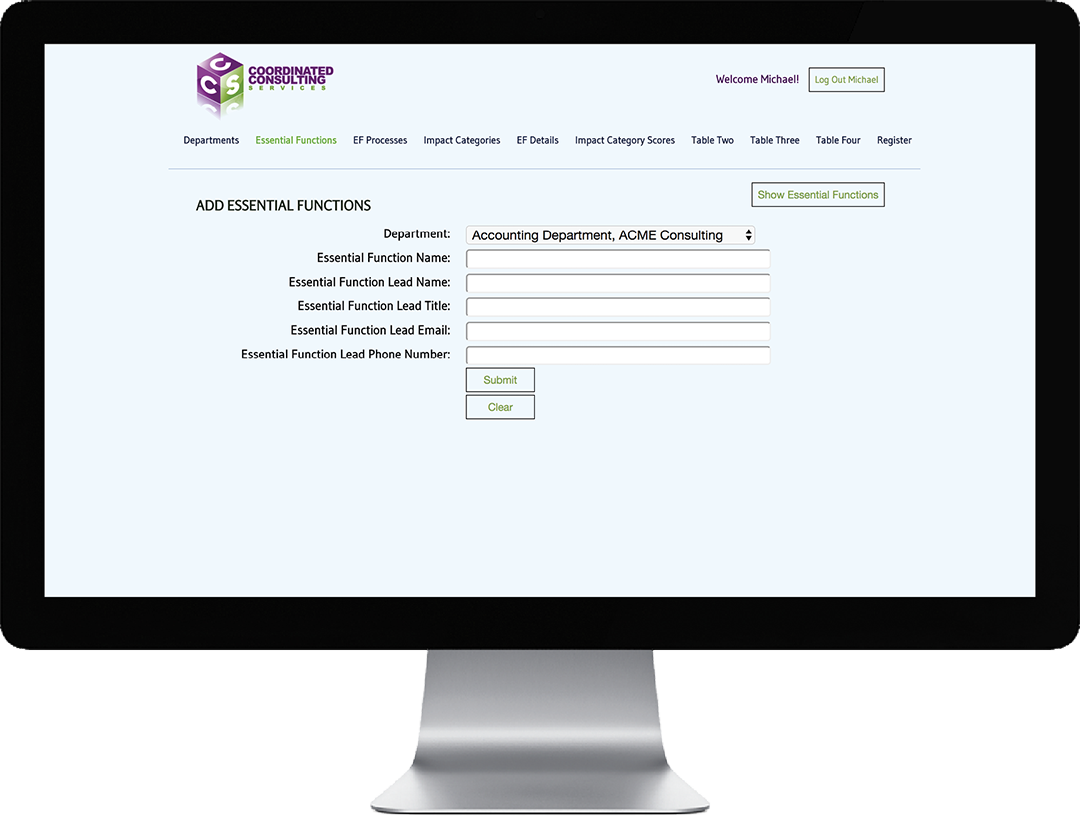 CCS
COORDINATED
CONSULTING
SERVICES
Welcome Michael!
Log Out Michael
Departments Essential Functions EF Processes Impact Categories EF Details Impact Category Scores Table Two Table Three Table Four Register
Show Essential Functions
ADD ESSENTIAL FUNCTIONS
Department: Accounting Department, ACME Consulting
Essential Function Name:
Essential Function Lead Name:
Essential Function Lead Title:
Essential Function Lead Email:
Essential Function Lead Phone Number:
Submit
Clear